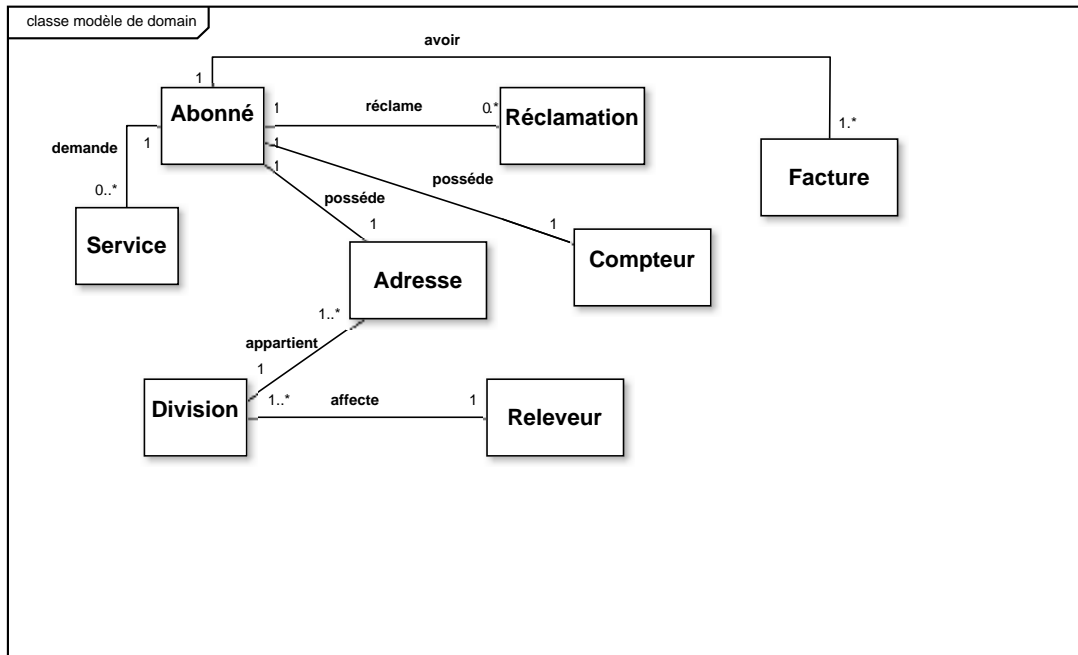 classe modèle de domain
avoir
1
Abonné
1
réclame
0.*
Réclamation
1.*
demande
1
1
1
posséde
Facture
posséde
0..*
1
1
Service
Adresse
Compteur
1..*
appartient
1
Division
1..*
affecte
1
Releveur